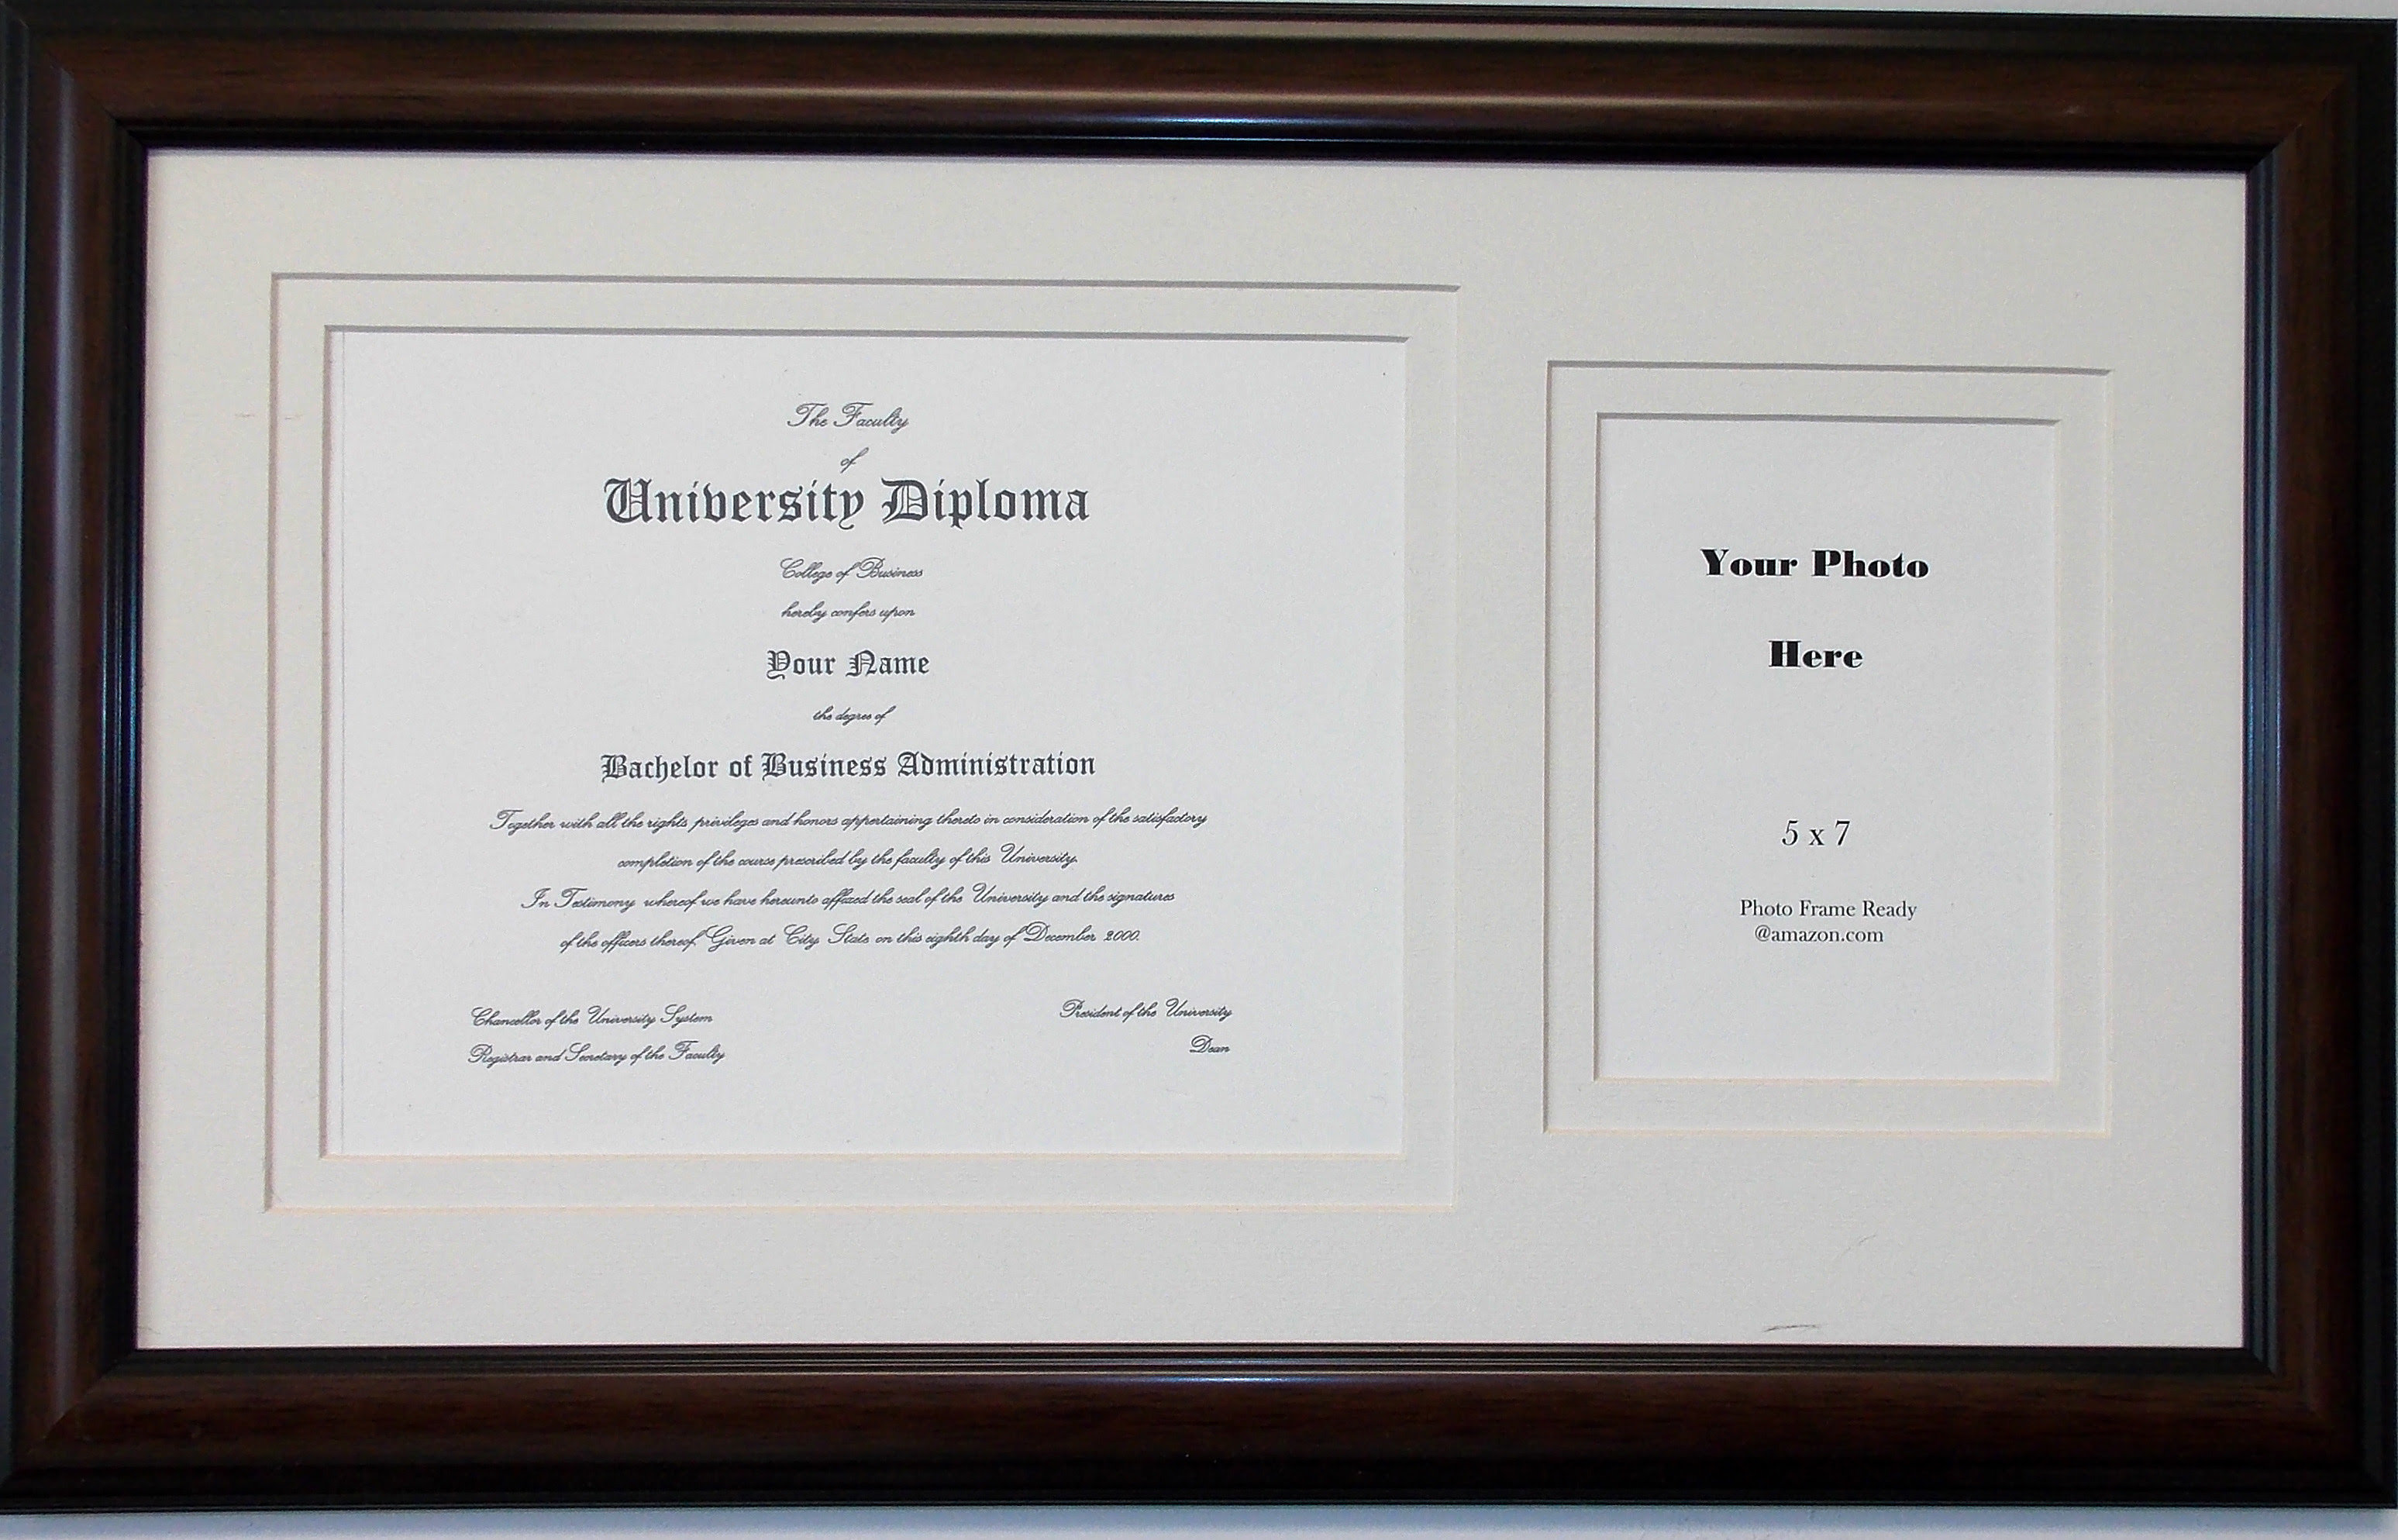 The Faculty
of
University Diploma
College of Business
hereby confers upon
Your Name
the degree of
Bachelor of Business Administration
Together with all the rights, privileges and honors appertaining thereto in consideration of the satisfactory
completion of the course prescribed by the faculty of this University.
In Testimony whereof we have hereunto affixed the seal of the University and the signatures
of the officers thereof. Given at City, State on this eighth day of December 2000.
Chancellor of the University System
Registrar and Secretary of the Faculty
President of the University
Dean
Your Photo
Here
5 x 7
Photo Frame Ready
@amazon.com